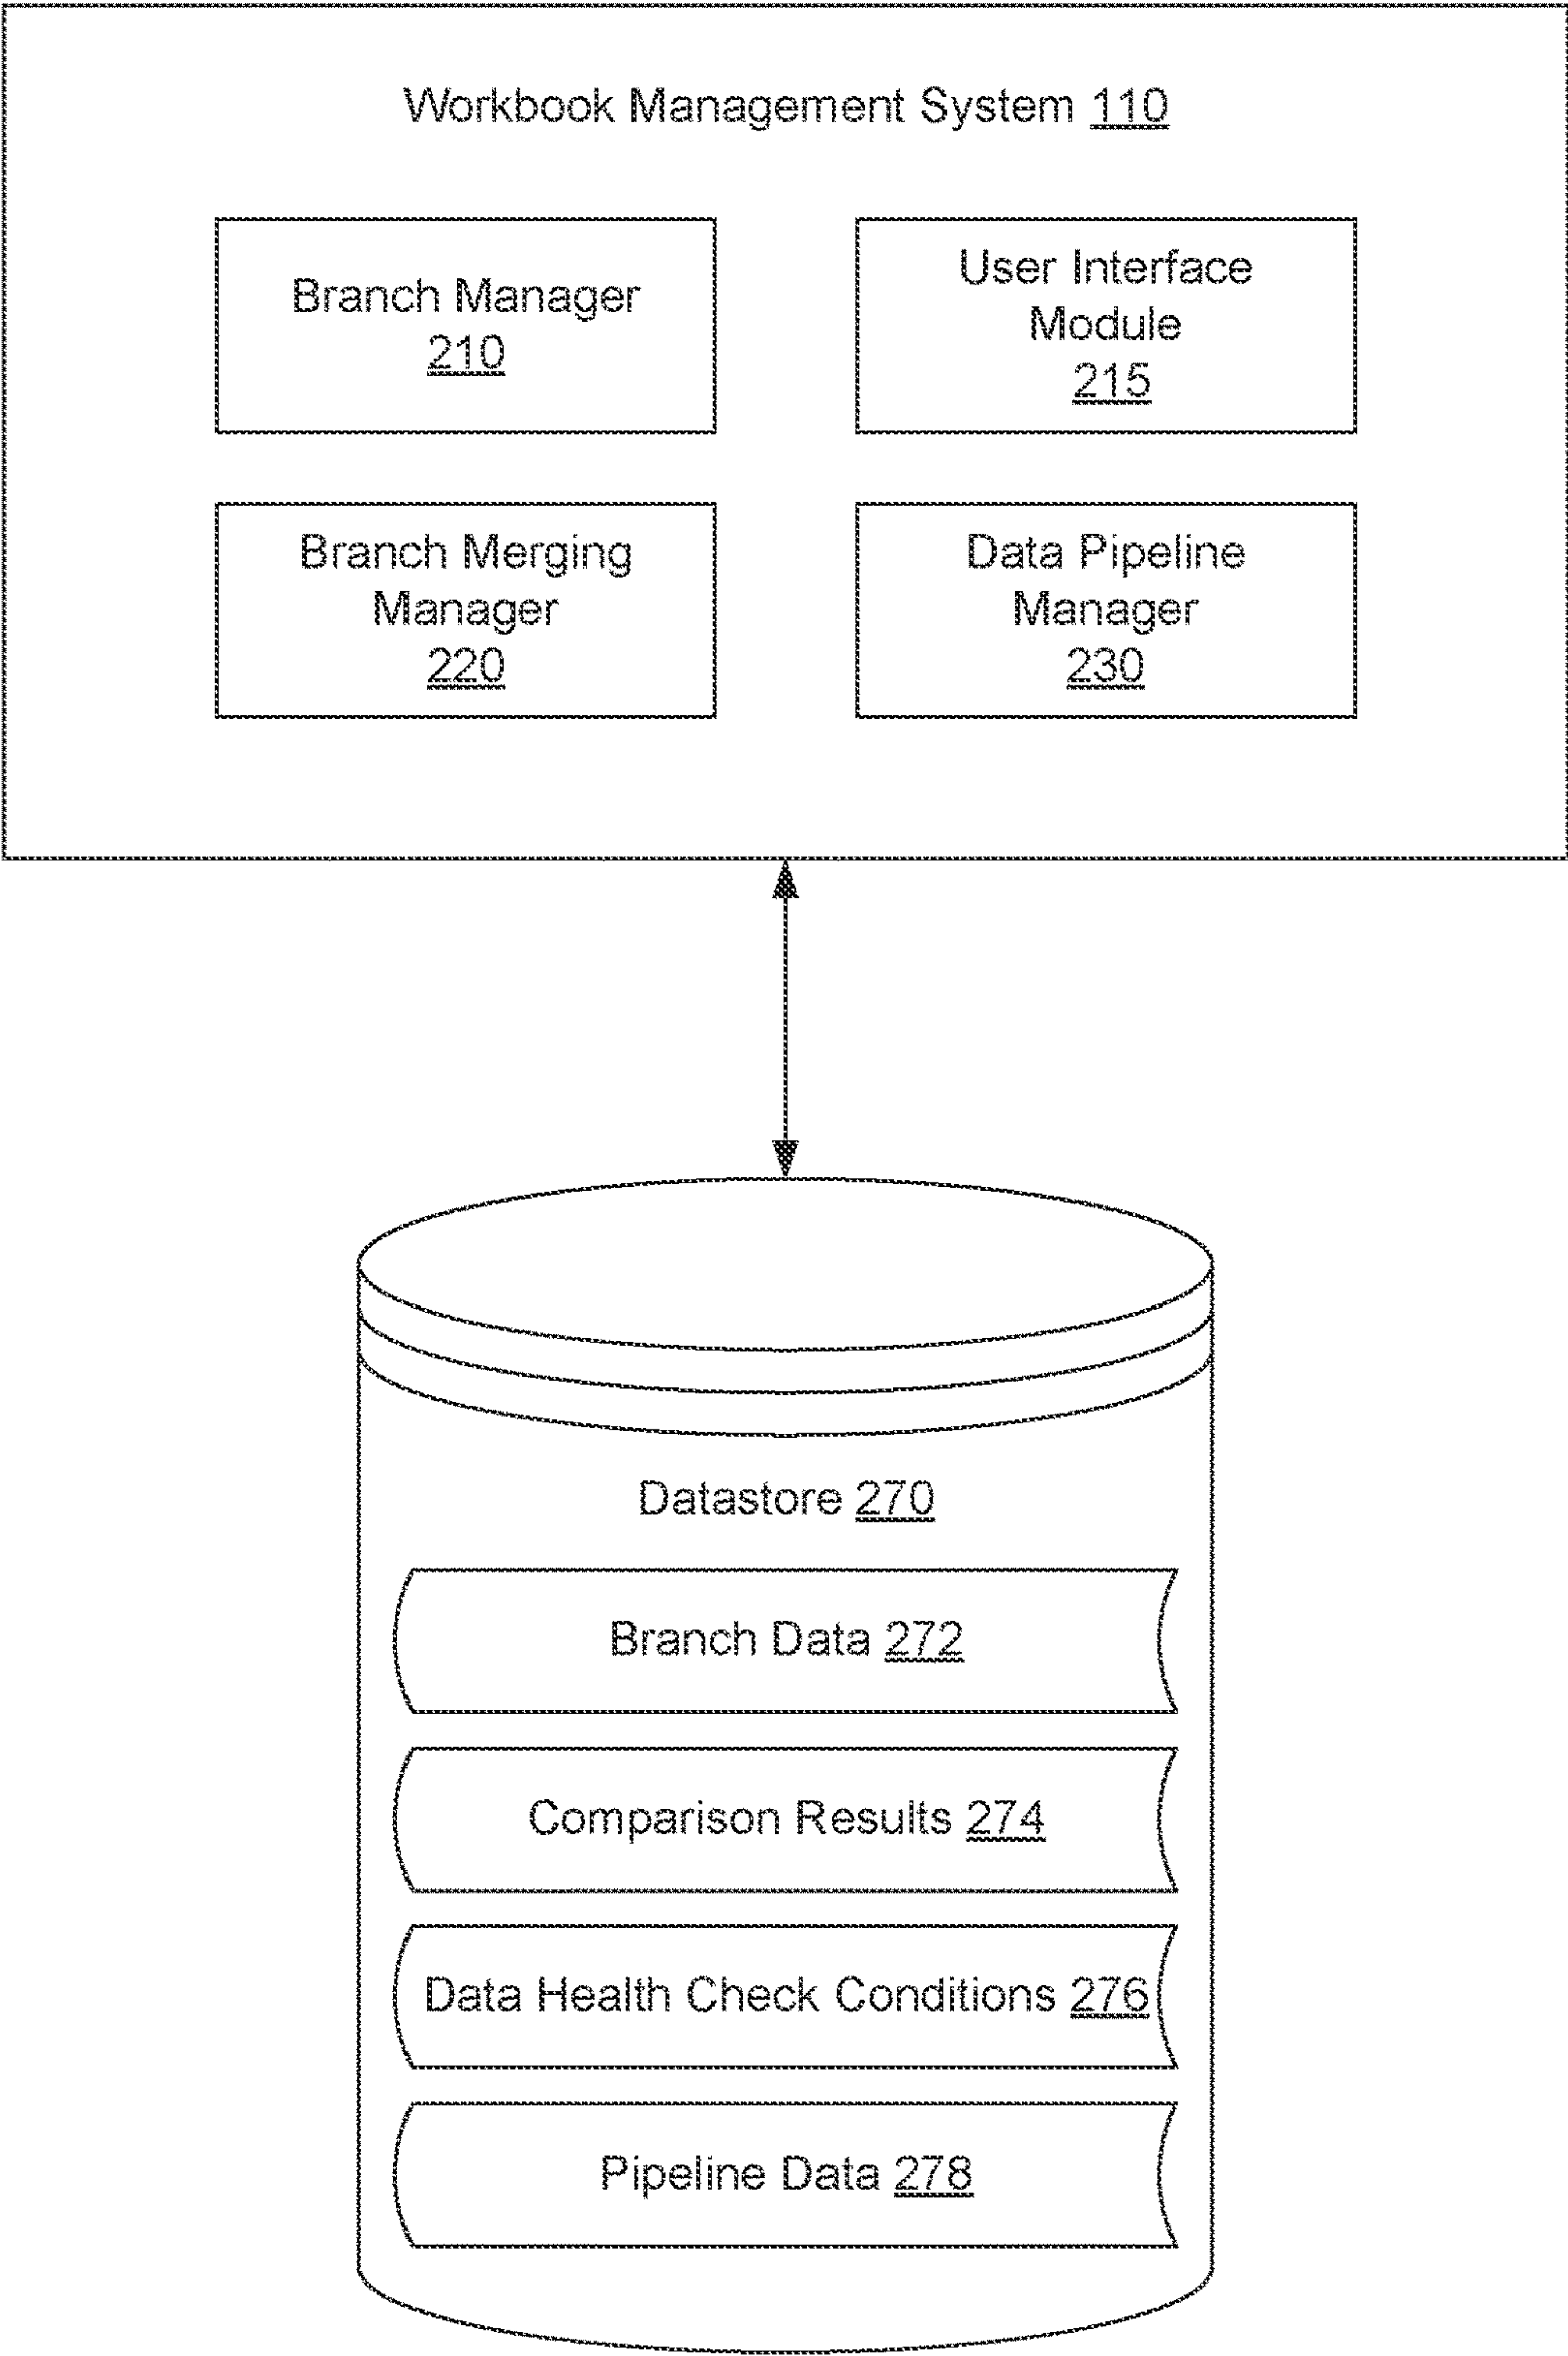 Workbook Management System 110
Branch Manager
210
User Interface
Module
215
Branch Merging
Manager
220
Data Pipeline
Manager
230
Datastore 270
Branch Data 272
Comparison Results 274
Data Health Check Conditions 276
Pipeline Data 278